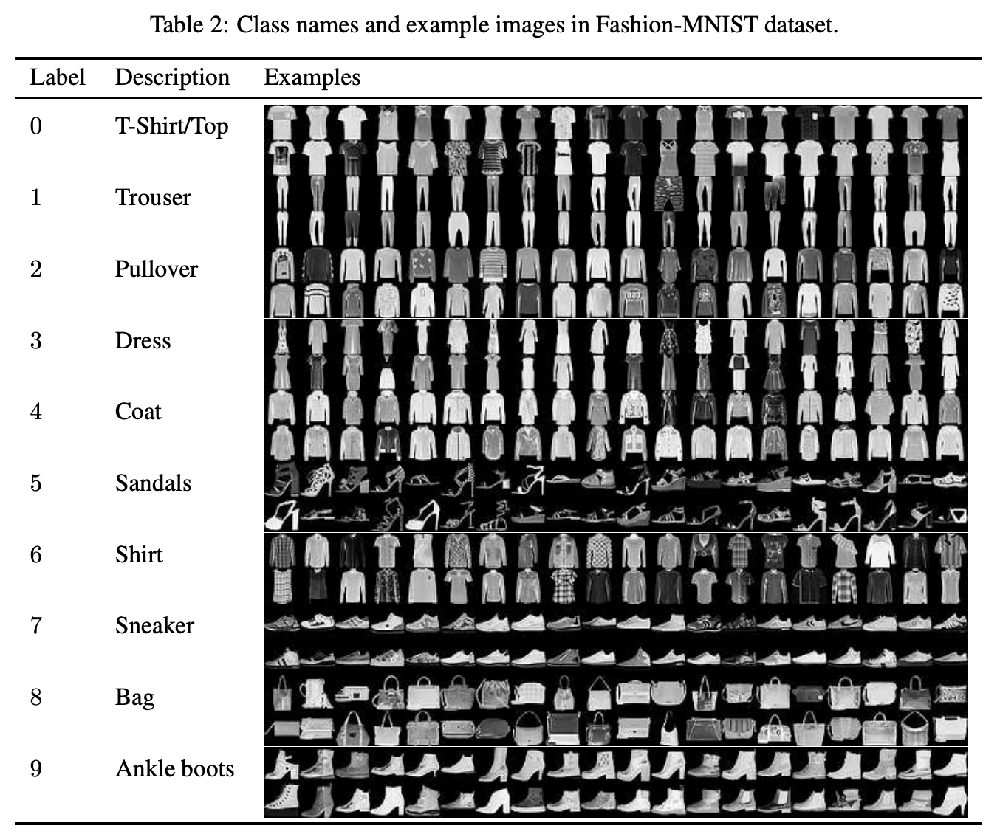 Table 2: Class names and example images in Fashion-MNIST dataset.
Label Description Examples
0 T-Shirt/Top
1 Trouser
2 Pullover
3 Dress
4 Coat
5 Sandals
6 Shirt
7 Sneaker
8 Bag
9 Ankle boots